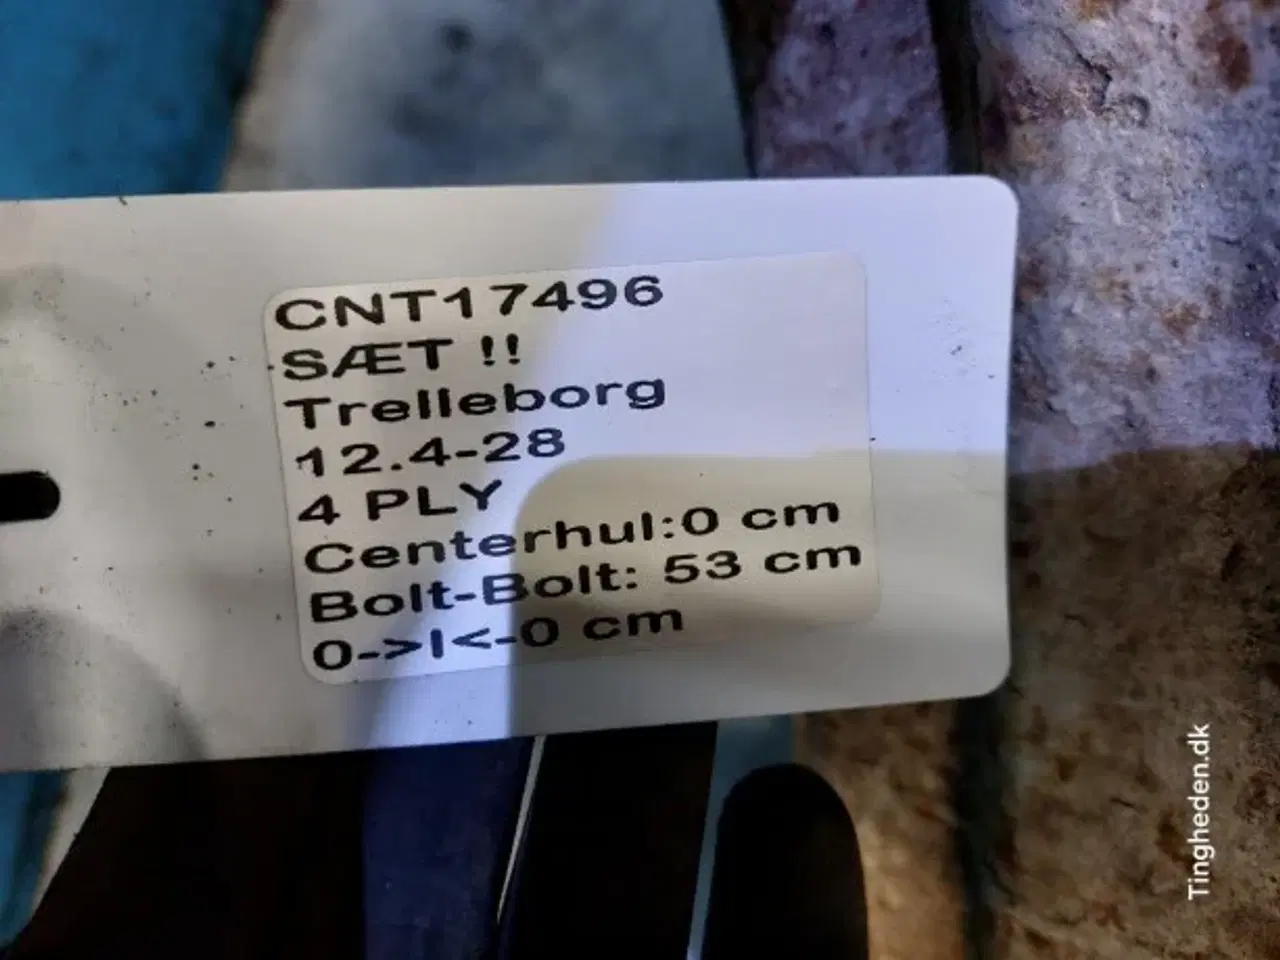 CNT17496
SÆT !!
Trelleborg
12.4-28
4 PLY
Centerhul:0 cm
Bolt-Bolt: 53 cm
0->I<-0 cm
Tingheden.dk